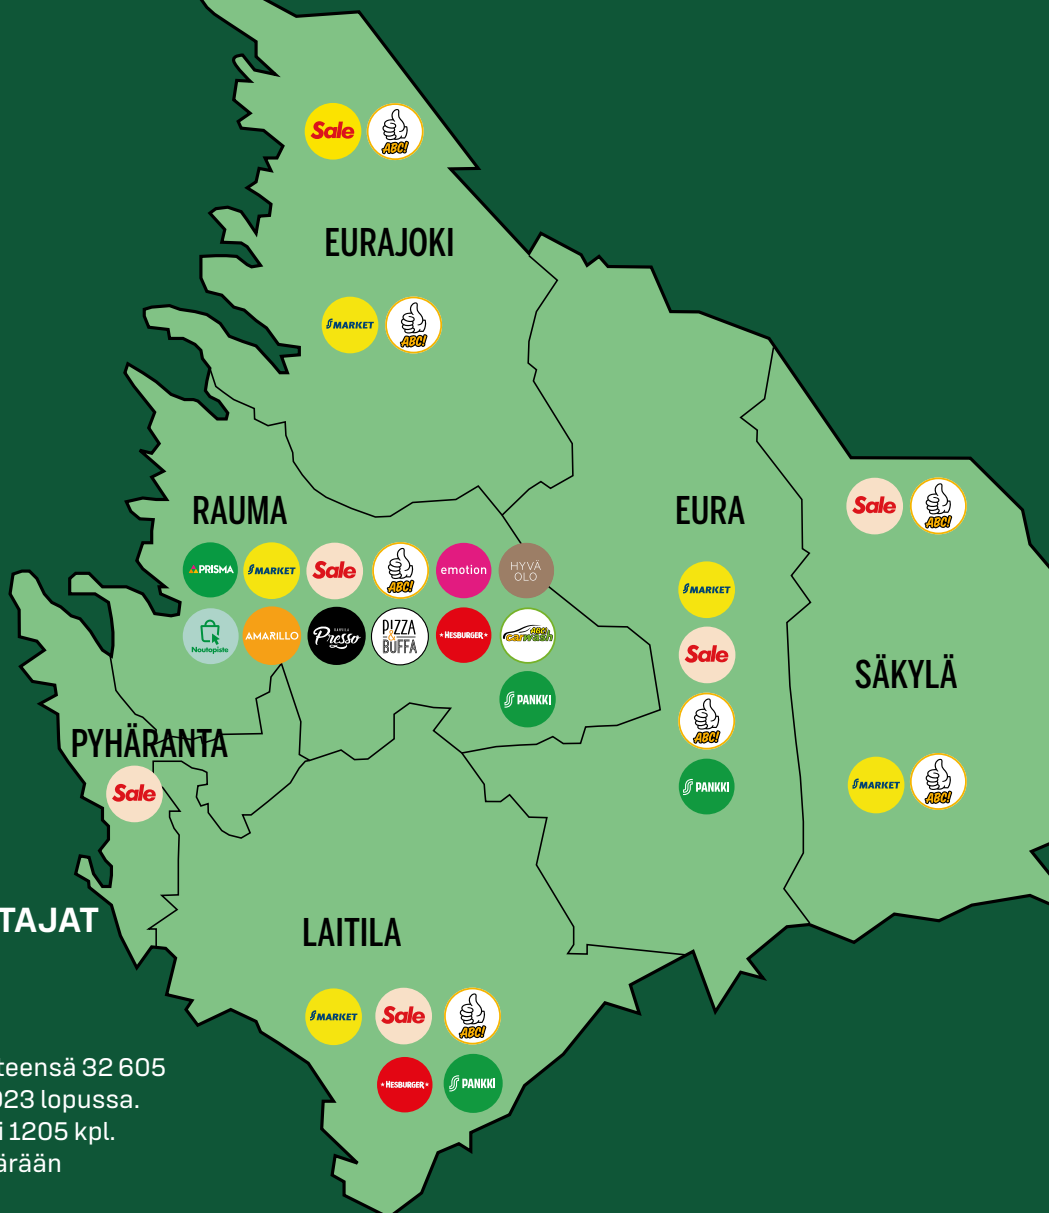 Sale ABC!
EURAJOKI
S MARKET ABC!
RAUMA
PRISMA S MARKET Sale ABC! emotion HYVÄ OLO
Noutopiste AMARILLO Presso PIZZA & BUFFA HESBURGER ABC carwash
S PANKKI
EURA
S MARKET
Sale
ABC!
S PANKKI
Sale ABC!
SÄKYLÄ
S MARKET ABC!
PYHÄRANTA
Sale
LAITILA
S MARKET Sale ABC!
HESBURGER S PANKKI
TAJAT
teensä 32 605
023 lopussa.
i 1205 kpl.
ärään